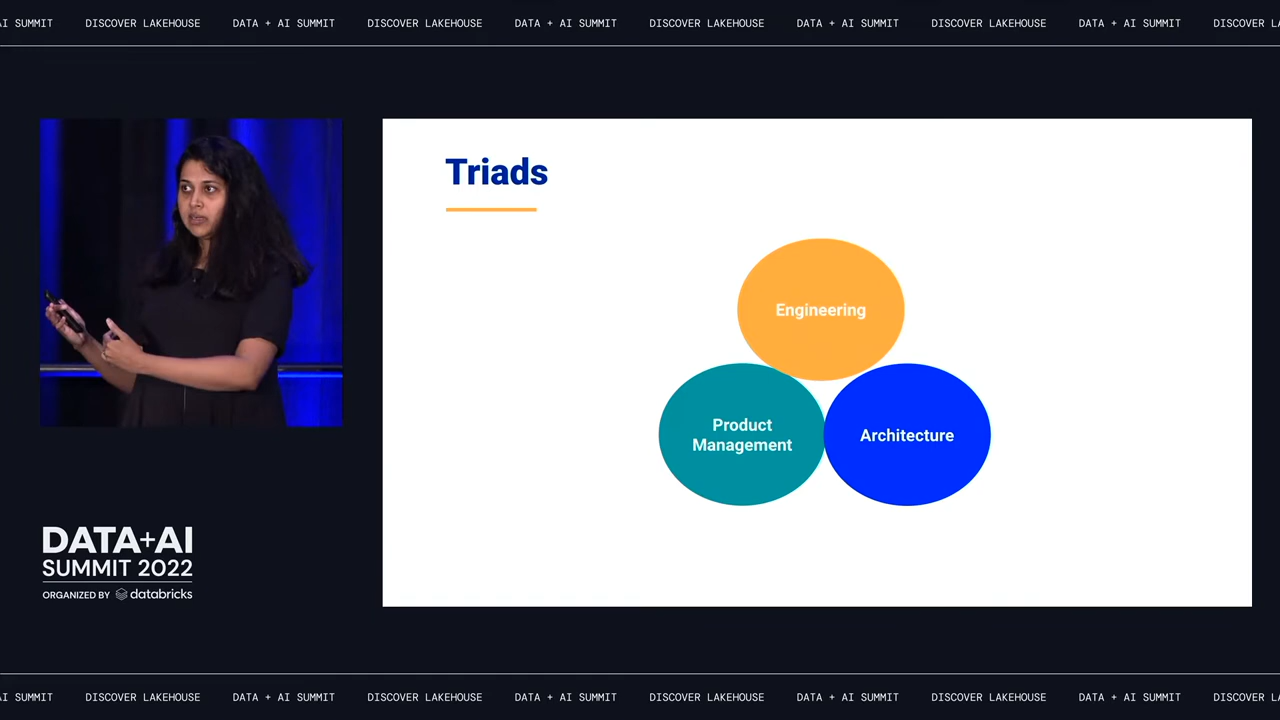 AI SUMMIT DISCOVER LAKEHOUSE DATA + AI SUMMIT DISCOVER LAKEHOUSE DATA + AI SUMMIT DISCOVER LAKEHOUSE DATA + AI SUMMIT DISCOVER LAKEHOUSE DATA + AI SUMMIT DISCOVER
Triads
Engineering
Product
Management
Architecture
DATA+AI
SUMMIT 2022
ORGANIZED BY databricks
AI SUMMIT DISCOVER LAKEHOUSE DATA + AI SUMMIT DISCOVER LAKEHOUSE DATA + AI SUMMIT DISCOVER LAKEHOUSE DATA + AI SUMMIT DISCOVER LAKEHOUSE DATA + AI SUMMIT DISCOVER